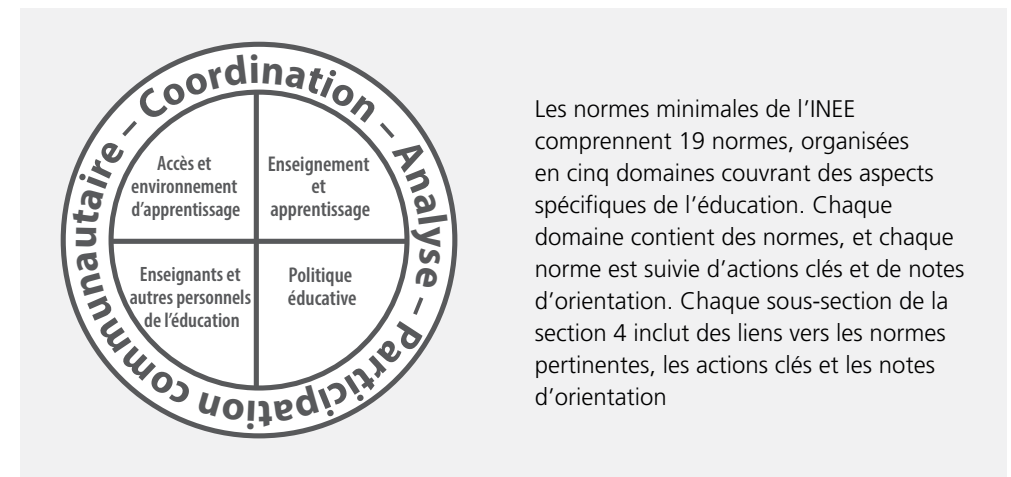 Coordination – Analyse – Participation communautaire –
Accès et
environnement
d'apprentissage
Enseignement
et
apprentissage
Enseignants et
autres personnels
de l'éducation
Politique
éducative
Les normes minimales de l'INEE
comprennent 19 normes, organisées
en cinq domaines couvrant des aspects
spécifiques de l'éducation. Chaque
domaine contient des normes, et chaque
norme est suivie d'actions clés et de notes
d'orientation. Chaque sous-section de la
section 4 inclut des liens vers les normes
pertinentes, les actions clés et les notes
d'orientation